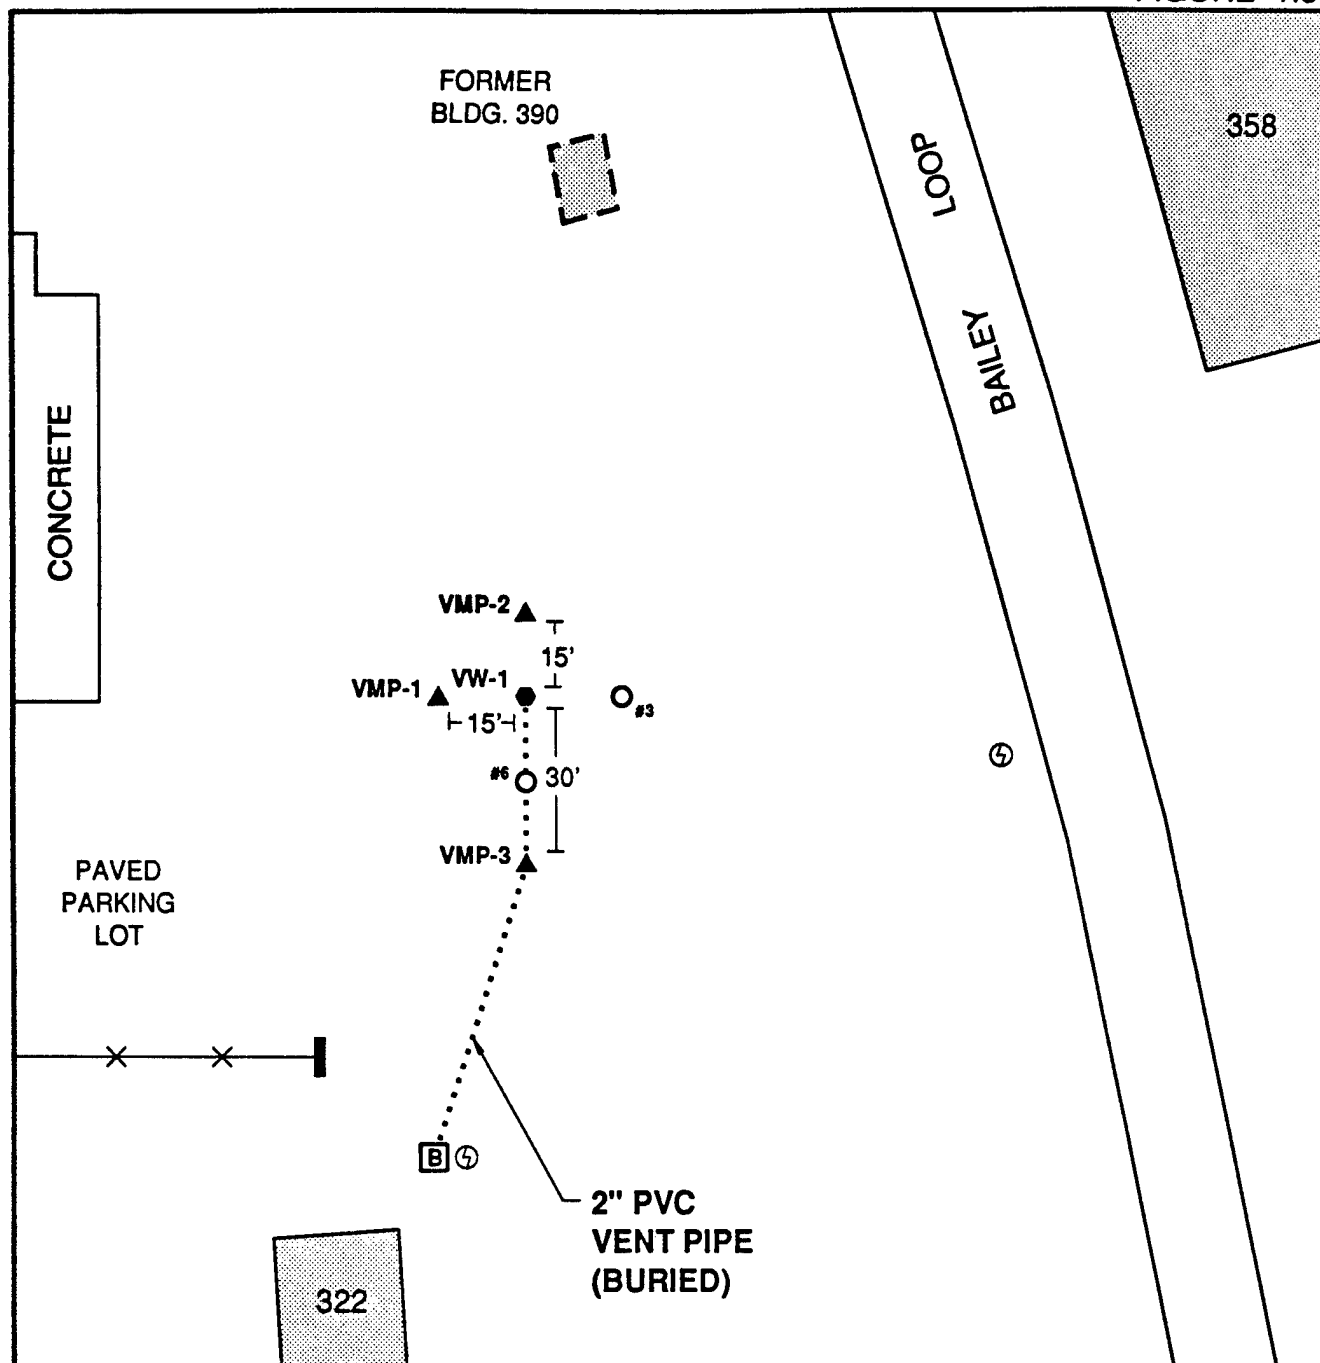 FORMER
BLDG. 390
358
LOOP
BAILEY
CONCRETE
VMP-2
15'
VMP-1
VW-1
#3
15'
#6
30'
VMP-3
PAVED
PARKING
LOT
B
2" PVC
VENT PIPE
(BURIED)
322